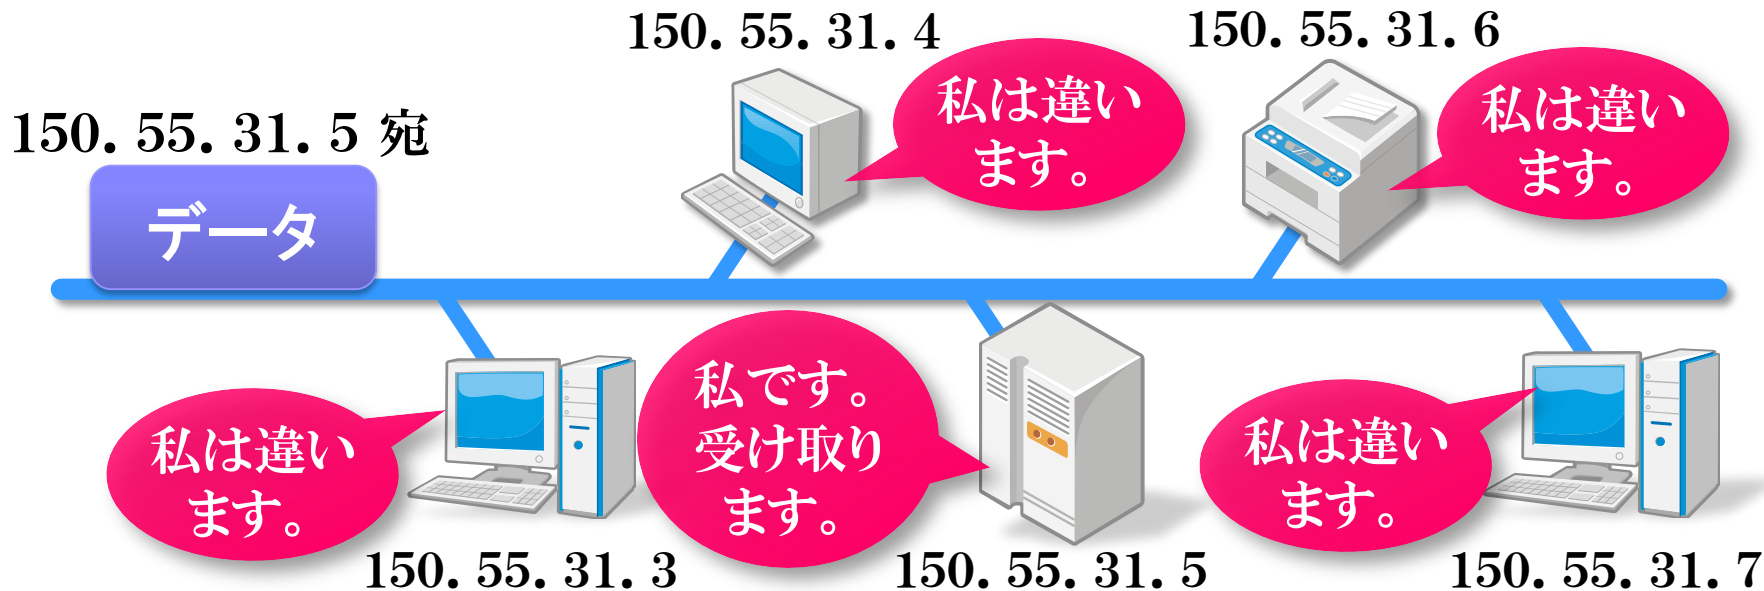 150. 55. 31. 4
150. 55. 31. 6
私は違い
ます。
私は違い
ます。
150. 55. 31. 5 宛
データ
私は違い
ます。
私です。
受け取り
ます。
私は違い
ます。
150. 55. 31. 3
150. 55. 31. 5
150. 55. 31. 7